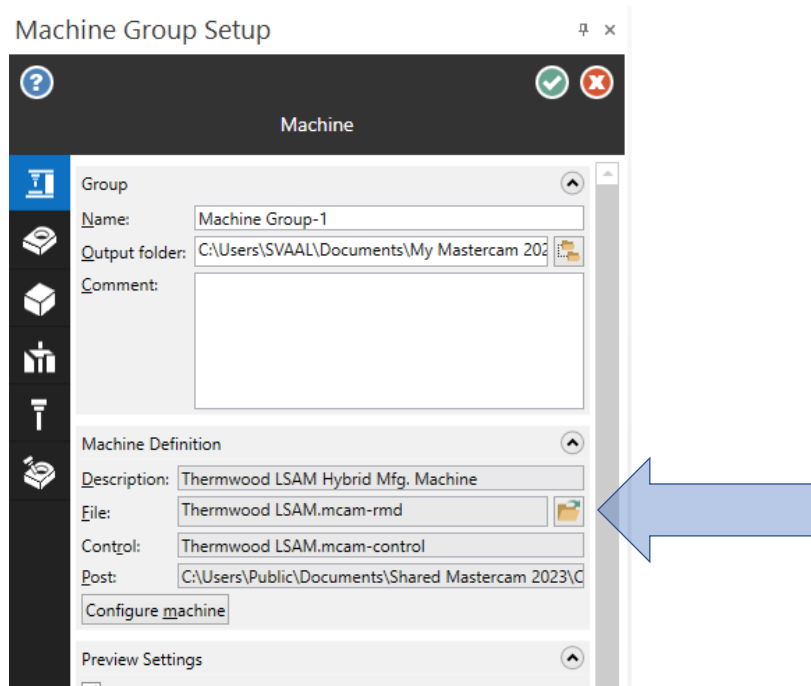 Machine Group Setup
Machine
Group
Name: Machine Group-1
Output folder: C:\Users\SVAAL\Documents\My Mastercam 202
Comment:
Machine Definition
Description: Thermwood LSAM Hybrid Mfg. Machine
File: Thermwood LSAM.mcam-rmd
Control: Thermwood LSAM.mcam-control
Post: C:\Users\Public\Documents\Shared Mastercam 2023\C
Configure machine
Preview Settings